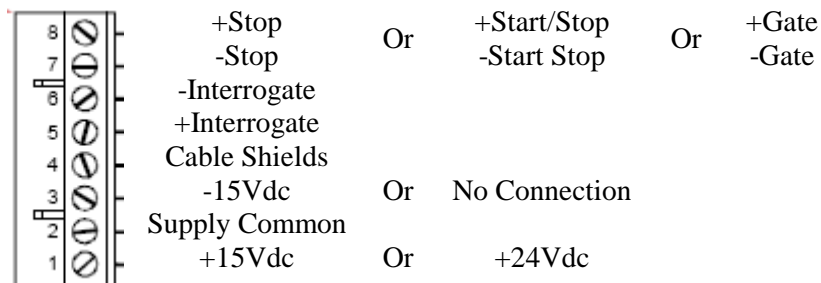 8 +Stop Or +Start/Stop Or +Gate
7 -Stop -Start Stop -Gate
6 -Interrogate
5 +Interrogate
4 Cable Shields
3 -15Vdc Or No Connection
2 Supply Common
1 +15Vdc Or +24Vdc